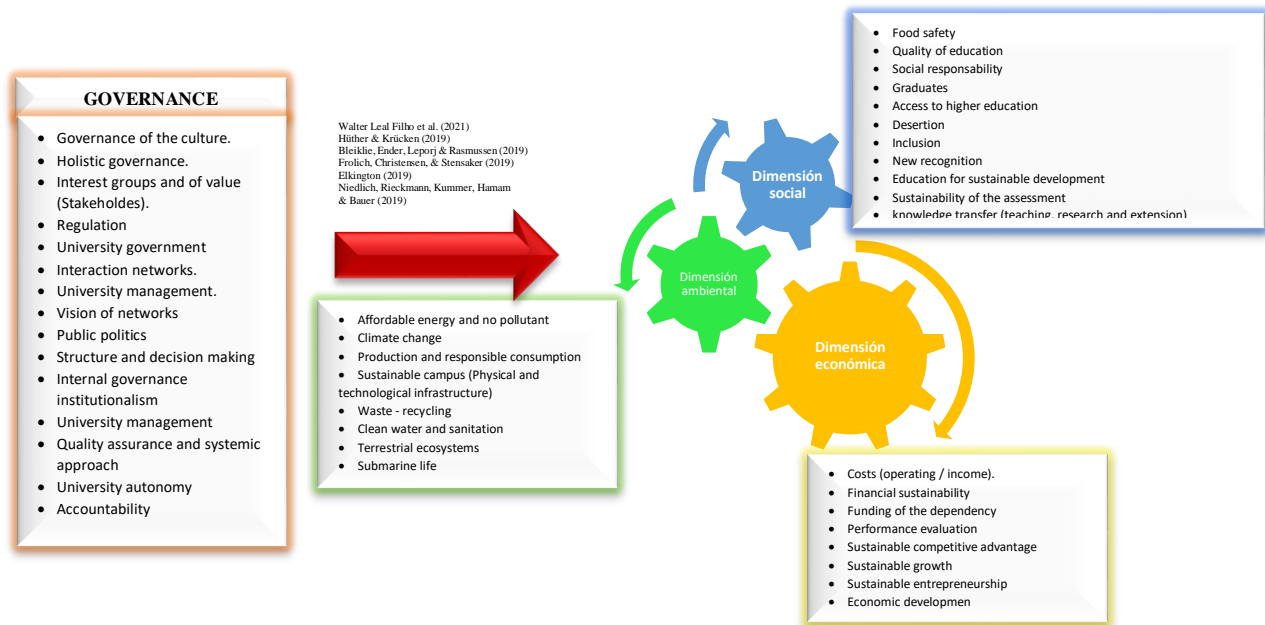 GOVERNANCE
• Governance of the culture.
• Holistic governance.
• Interest groups and of value
(Stakeholdes).
• Regulation
• University government
• Interaction networks.
• University management.
• Vision of networks
• Public politics
• Structure and decision making
• Internal governance
institutionalism
• University management
• Quality assurance and systemic
approach
• University autonomy
• Accountability
Walter Leal Filho et al. (2021)
Hüther & Krücken (2019)
Bleiklie, Ender, Leporj & Rasmussen (2019)
Frolich, Christensen, & Stensaker (2019)
Elkington (2019)
Niedlich, Rieckmann, Kummer, Hamam
& Bauer (2019)
• Affordable energy and no pollutant
• Climate change
• Production and responsible consumption
• Sustainable campus (Physical and
technological infrastructure)
• Waste - recycling
• Clean water and sanitation
• Terrestrial ecosystems
• Submarine life
Dimensión
social
Dimensión
ambiental
Dimensión
económica
• Food safety
• Quality of education
• Social responsability
• Graduates
• Access to higher education
• Desertion
• Inclusion
• New recognition
• Education for sustainable development
• Sustainability of the assessment
• knowledge transfer (teaching, research and extension)
• Costs (operating / income).
• Financial sustainability
• Funding of the dependency
• Performance evaluation
• Sustainable competitive advantage
• Sustainable growth
• Sustainable entrepreneurship
• Economic developmen